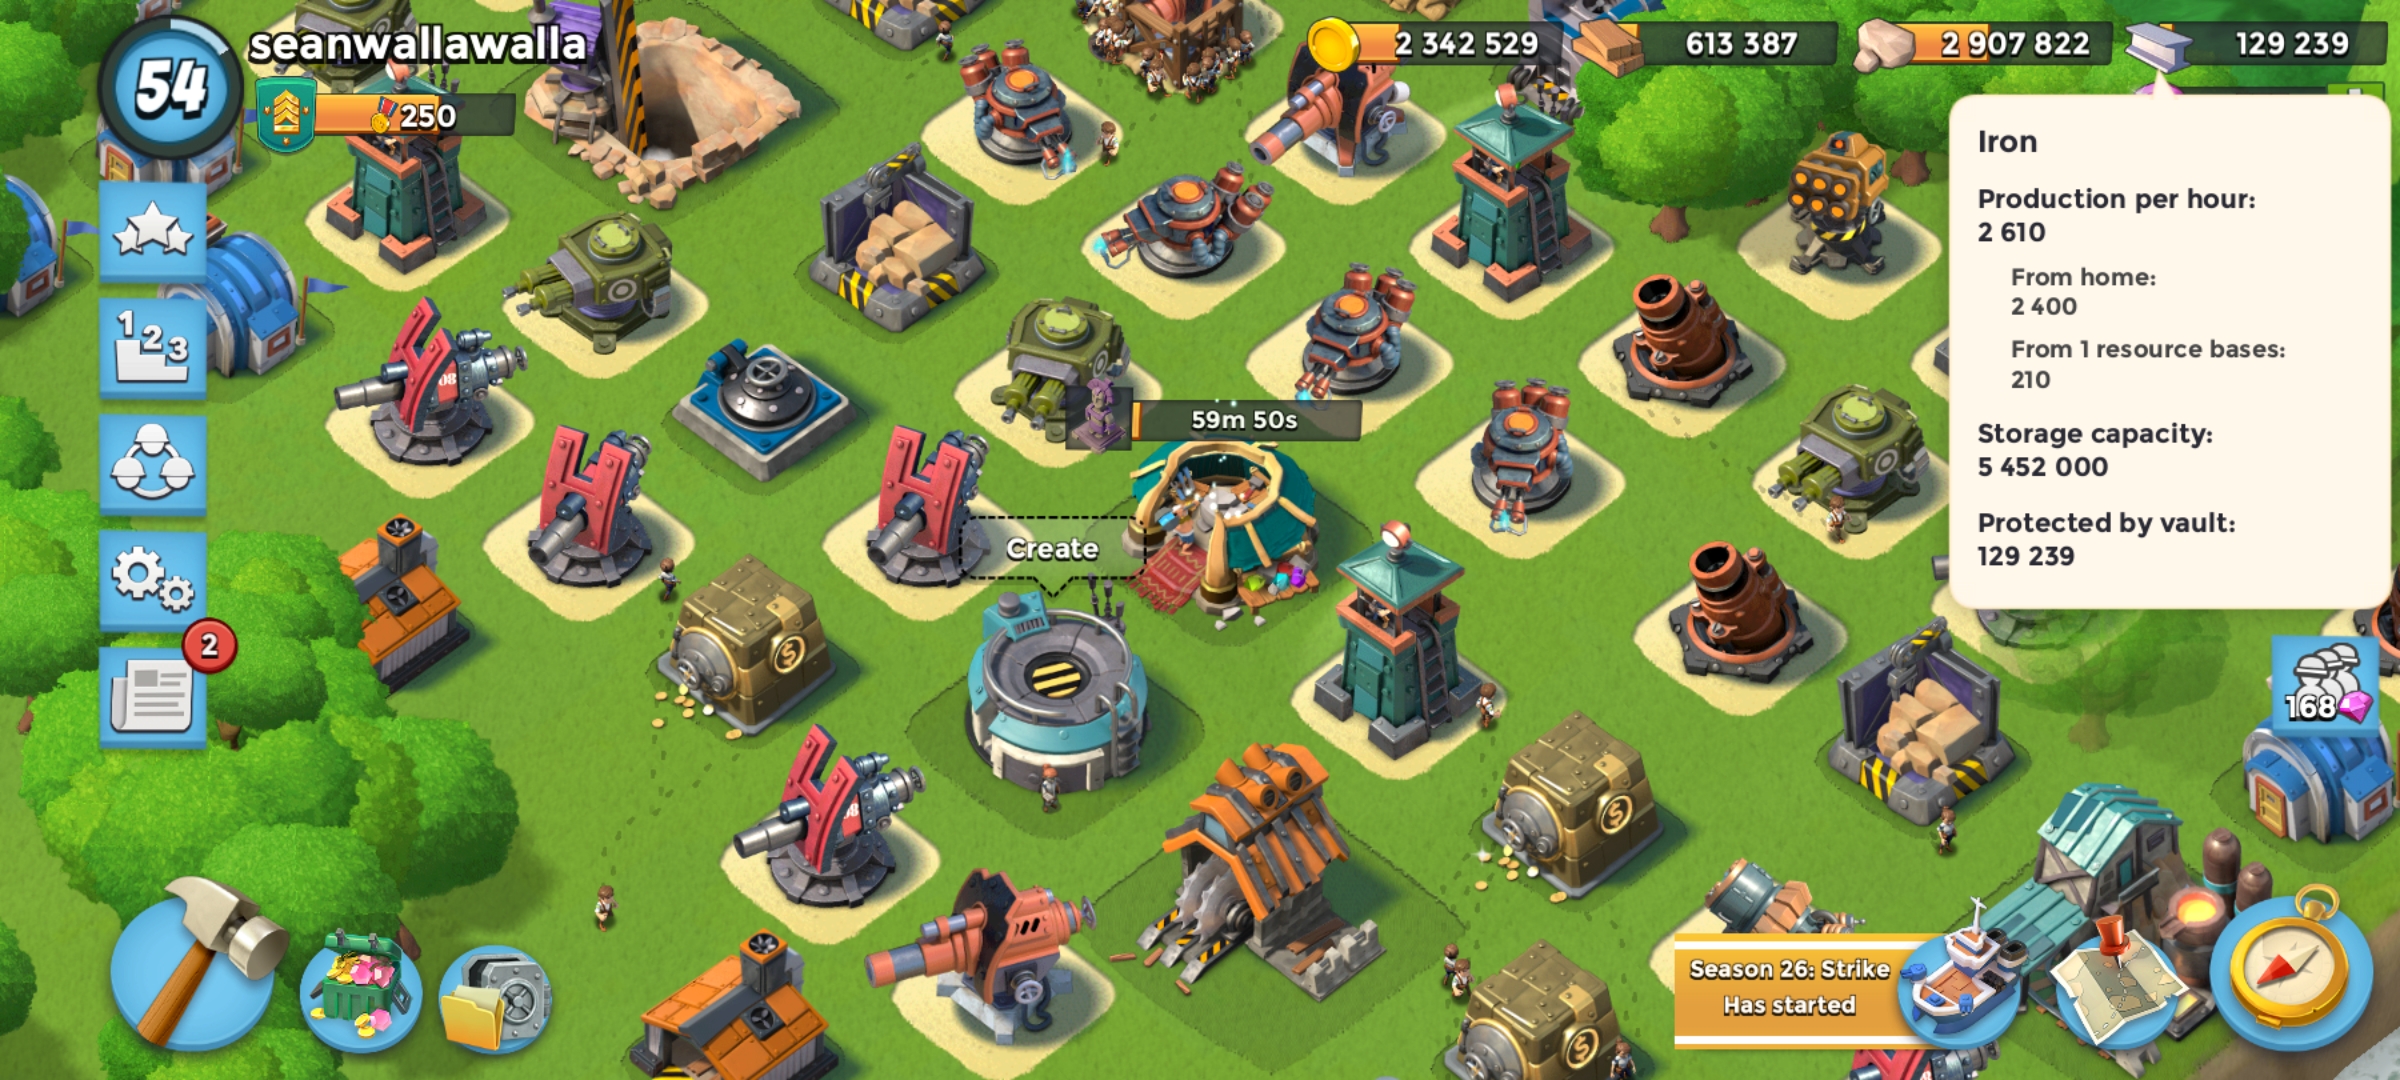 54
seanwallawalla
250
2 342 529
613 387
2 907 822
129 239
Iron
Production per hour:
2 610
From home:
2 400
From 1 resource bases:
210
Storage capacity:
5 452 000
Protected by vault:
129 239
123
59m 50s
Create
2
168
Season 26: Strike
Has started